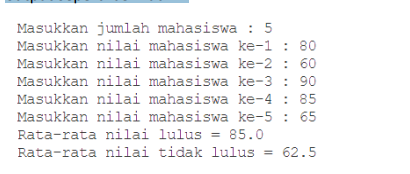 Masukkan jumlah mahasiswa : 5
Masukkan nilai mahasiswa ke-1 : 80
Masukkan nilai mahasiswa ke-2 : 60
Masukkan nilai mahasiswa ke-3 : 90
Masukkan nilai mahasiswa ke-4 : 85
Masukkan nilai mahasiswa ke-5 : 65
Rata-rata nilai lulus = 85.0
Rata-rata nilai tidak lulus = 62.5